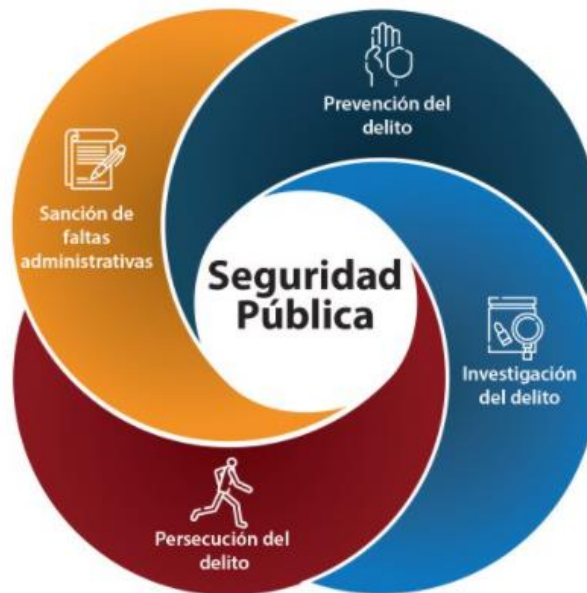 Prevención del
delito
Sanción de
faltas
administrativas
Seguridad
Pública
Investigación
del delito
Persecución del
delito